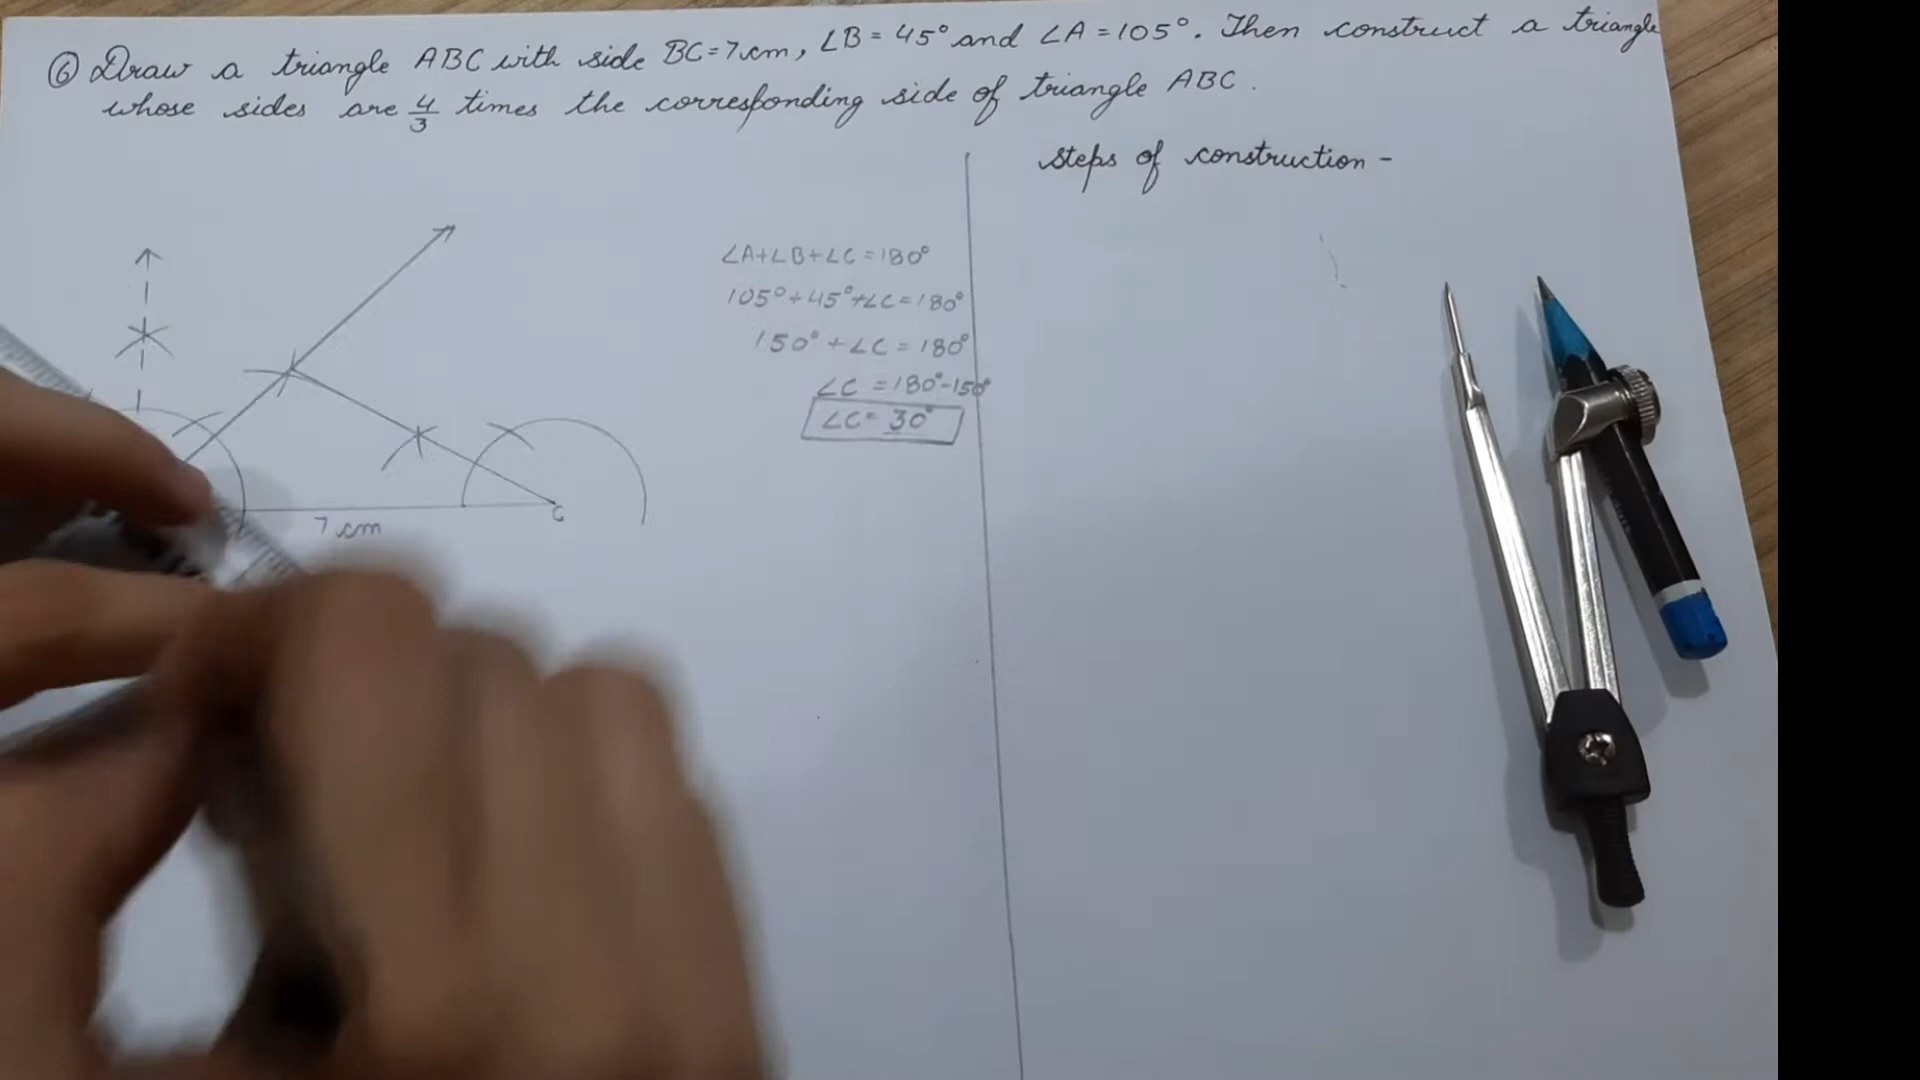 ⑥ Draw a triangle ABC with side BC=7cm, ∠B = 45° and ∠A = 105°. Then construct a triangle
whose sides are 4/3 times the corresponding side of triangle ABC.
steps of construction -
∠A+∠B+∠C=180°
105°+45°+∠C=180°
150°+∠C=180°
∠C =180°-150°
∠C= 30°
C
7 cm